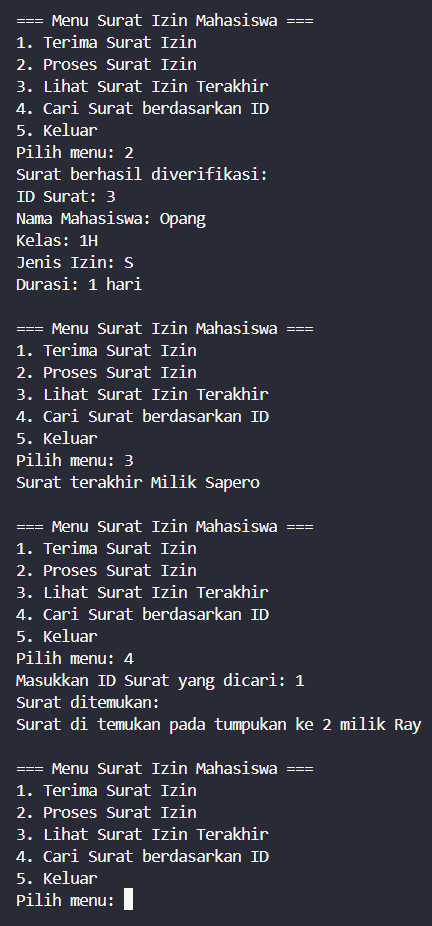 === Menu Surat Izin Mahasiswa ===
1. Terima Surat Izin
2. Proses Surat Izin
3. Lihat Surat Izin Terakhir
4. Cari Surat berdasarkan ID
5. Keluar
Pilih menu: 2
Surat berhasil diverifikasi:
ID Surat: 3
Nama Mahasiswa: Opang
Kelas: 1H
Jenis Izin: S
Durasi: 1 hari

=== Menu Surat Izin Mahasiswa ===
1. Terima Surat Izin
2. Proses Surat Izin
3. Lihat Surat Izin Terakhir
4. Cari Surat berdasarkan ID
5. Keluar
Pilih menu: 3
Surat terakhir Milik Sapero

=== Menu Surat Izin Mahasiswa ===
1. Terima Surat Izin
2. Proses Surat Izin
3. Lihat Surat Izin Terakhir
4. Cari Surat berdasarkan ID
5. Keluar
Pilih menu: 4
Masukkan ID Surat yang dicari: 1
Surat ditemukan:
Surat di temukan pada tumpukan ke 2 milik Ray

=== Menu Surat Izin Mahasiswa ===
1. Terima Surat Izin
2. Proses Surat Izin
3. Lihat Surat Izin Terakhir
4. Cari Surat berdasarkan ID
5. Keluar
Pilih menu: